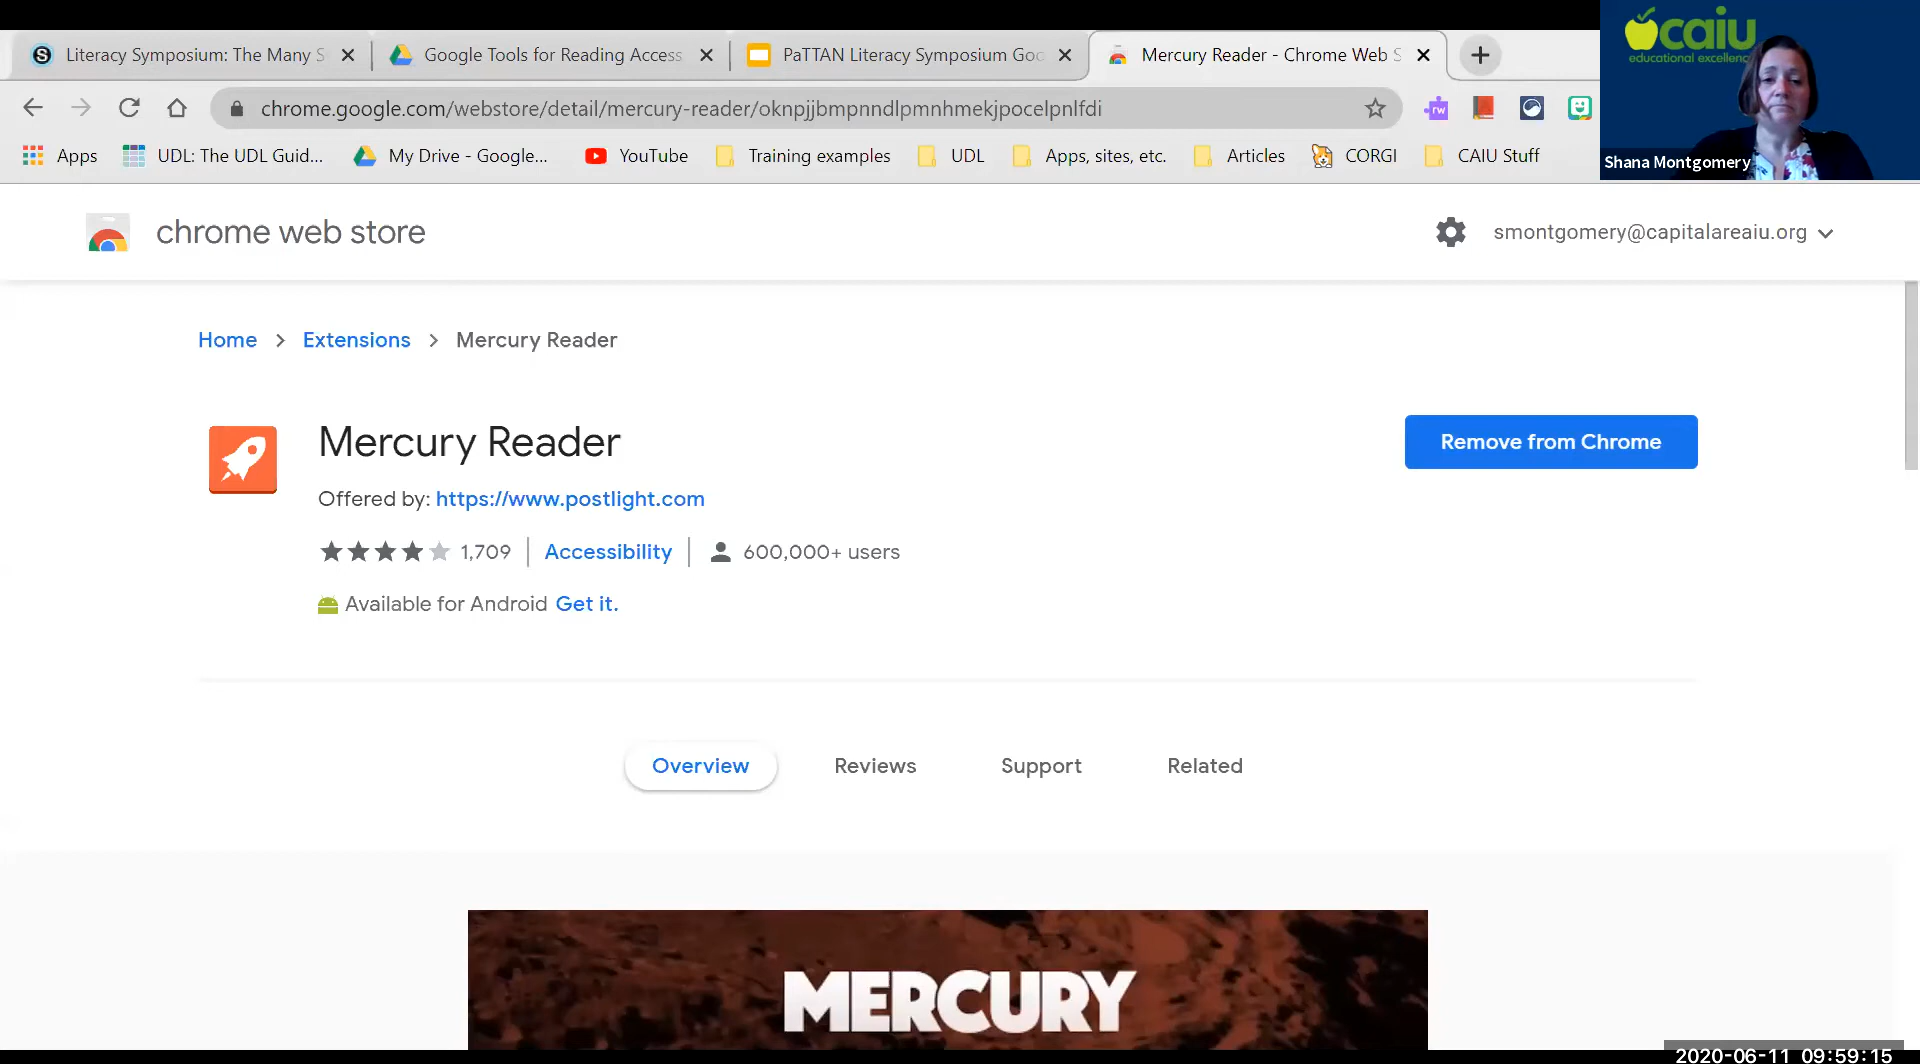 Literacy Symposium: The Many S
Google Tools for Reading Access
PaTTAN Literacy Symposium Goo
Mercury Reader - Chrome Web S
caiu
educational excellence
chrome.google.com/webstore/detail/mercury-reader/oknpjjbmpnndlpmnhmekjpocelpnlfdi
rw
Apps
UDL: The UDL Guid...
My Drive - Google...
YouTube
Training examples
UDL
Apps, sites, etc.
Articles
CORGI
CAIU Stuff
Shana Montgomery
chrome web store
smontgomery@capitalareaiu.org
Home > Extensions > Mercury Reader
Mercury Reader
Remove from Chrome
Offered by: https://www.postlight.com
1,709 | Accessibility | 600,000+ users
Available for Android Get it.
Overview
Reviews
Support
Related
MERCURY
2020-06-11 09:59:15